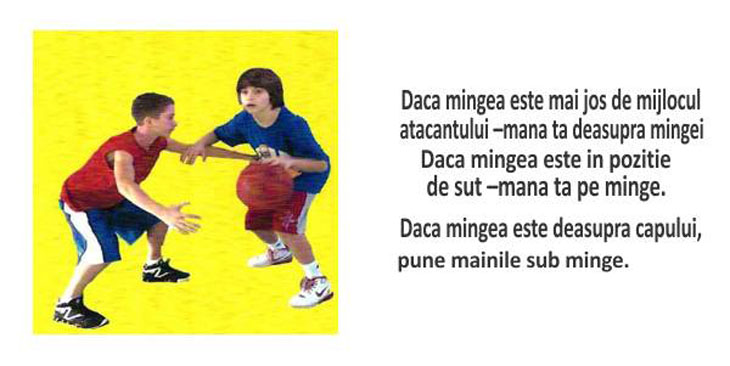 Daca mingea este mai jos de mijlocul
atacantului –mana ta deasupra mingei
Daca mingea este in pozitie
de sut –mana ta pe minge.
Daca mingea este deasupra capului,
pune mainile sub minge.